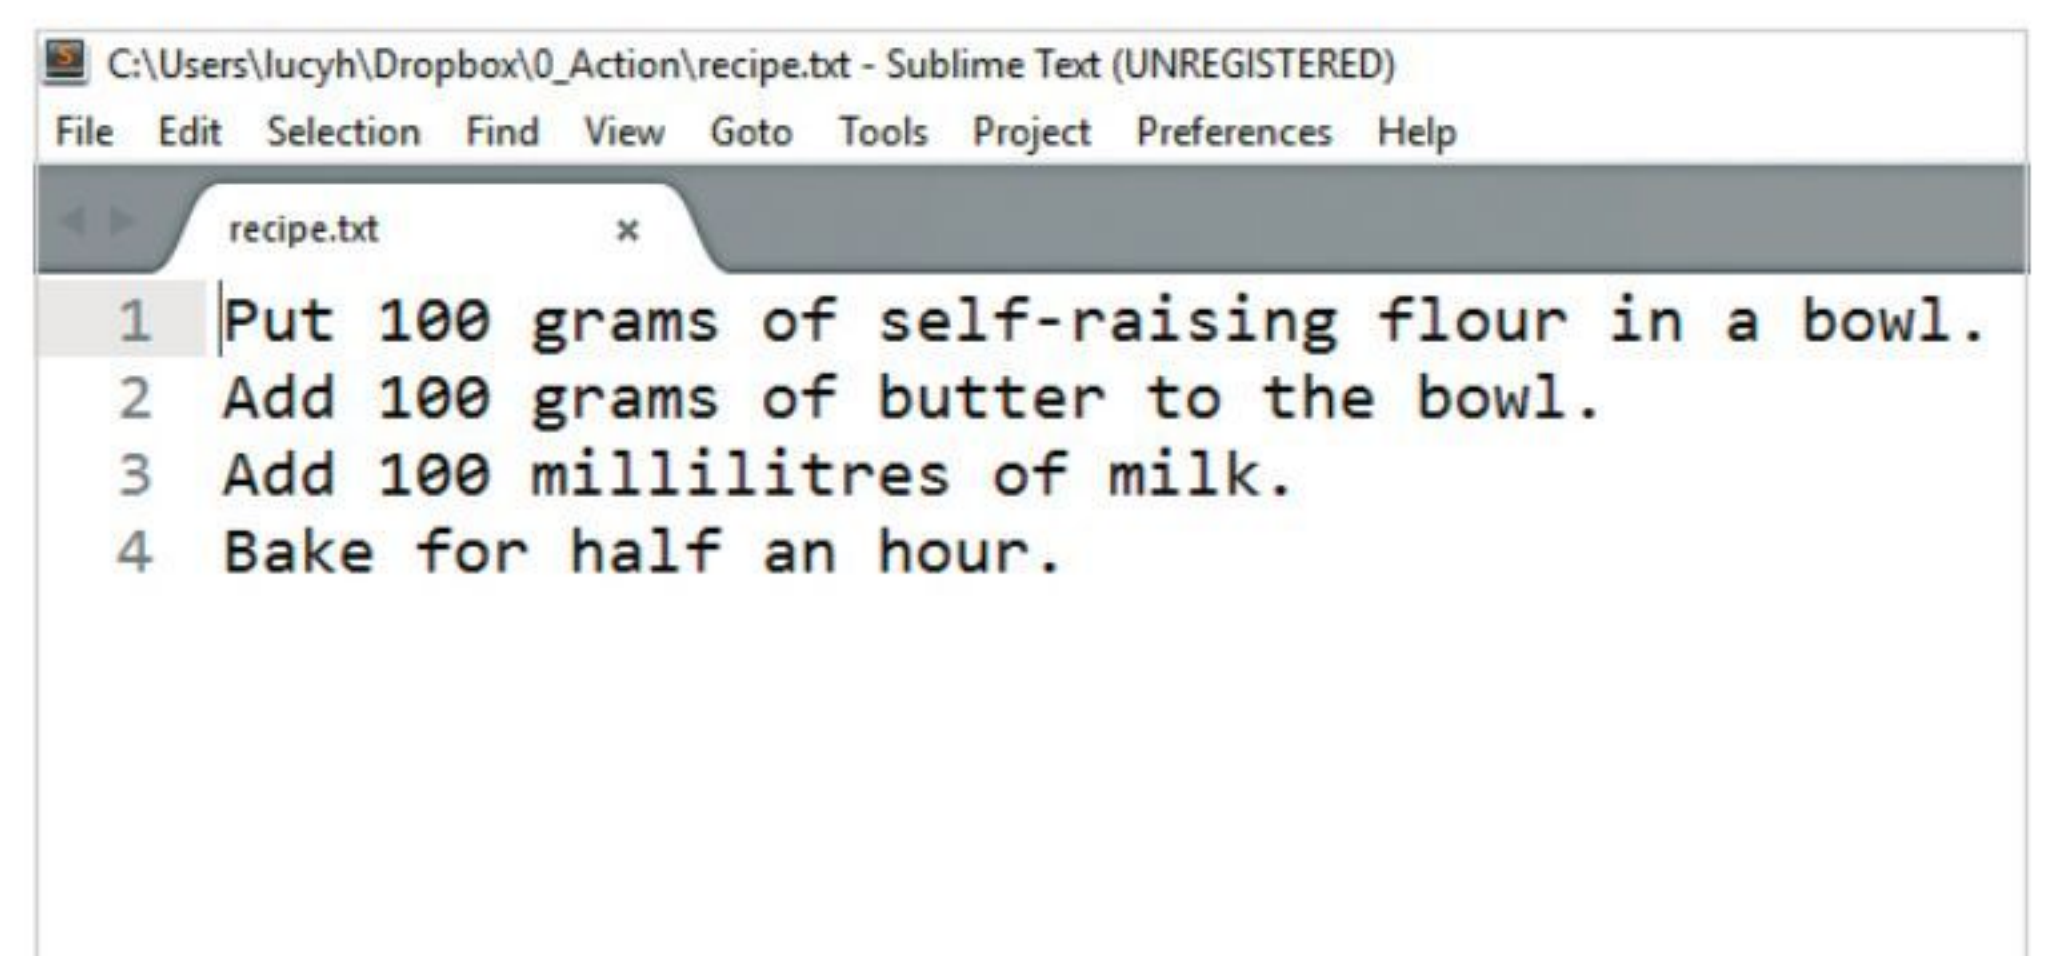 C:\Users\lucyh\Dropbox\0_Action\recipe.txt - Sublime Text (UNREGISTERED)
File Edit Selection Find View Goto Tools Project Preferences Help
recipe.txt ×
1 Put 100 grams of self-raising flour in a bowl.
2 Add 100 grams of butter to the bowl.
3 Add 100 millilitres of milk.
4 Bake for half an hour.